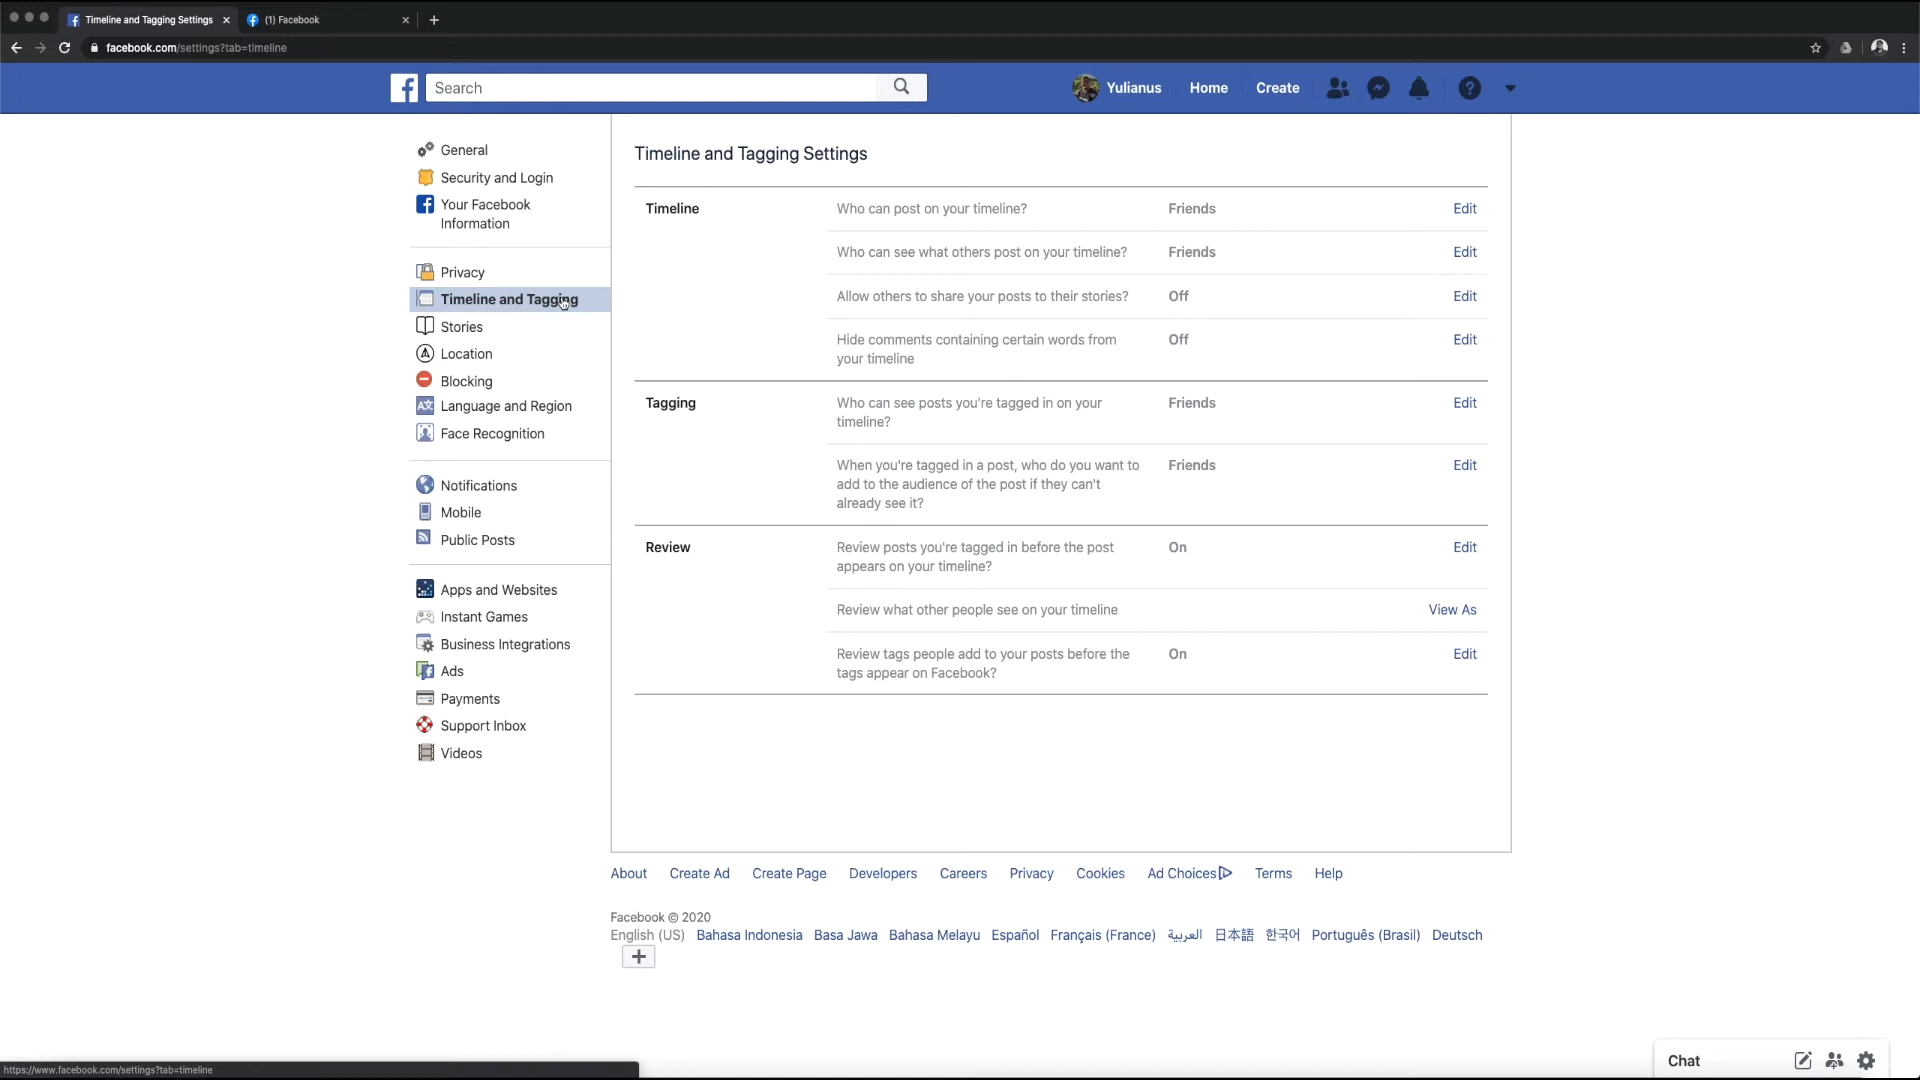 Timeline and Tagging Settings
(1) Facebook
facebook.com/settings?tab=timeline
Search
Yulianus
Home
Create
General
Security and Login
Your Facebook
Information
Privacy
Timeline and Tagging
Stories
Location
Blocking
Language and Region
Face Recognition
Notifications
Mobile
Public Posts
Apps and Websites
Instant Games
Business Integrations
Ads
Payments
Support Inbox
Videos
Timeline and Tagging Settings
Timeline
Who can post on your timeline? Friends Edit
Who can see what others post on your timeline? Friends Edit
Allow others to share your posts to their stories? Off Edit
Hide comments containing certain words from Off Edit
your timeline
Tagging
Who can see posts you're tagged in on your Friends Edit
timeline?
When you're tagged in a post, who do you want to Friends Edit
add to the audience of the post if they can't
already see it?
Review
Review posts you're tagged in before the post On Edit
appears on your timeline?
Review what other people see on your timeline View As
Review tags people add to your posts before the On Edit
tags appear on Facebook?
About Create Ad Create Page Developers Careers Privacy Cookies Ad Choices Terms Help
Facebook © 2020
English (US) Bahasa Indonesia Basa Jawa Bahasa Melayu Español Français (France) العربية 日本語 한국어 Português (Brasil) Deutsch
Chat
https://www.facebook.com/settings?tab=timeline